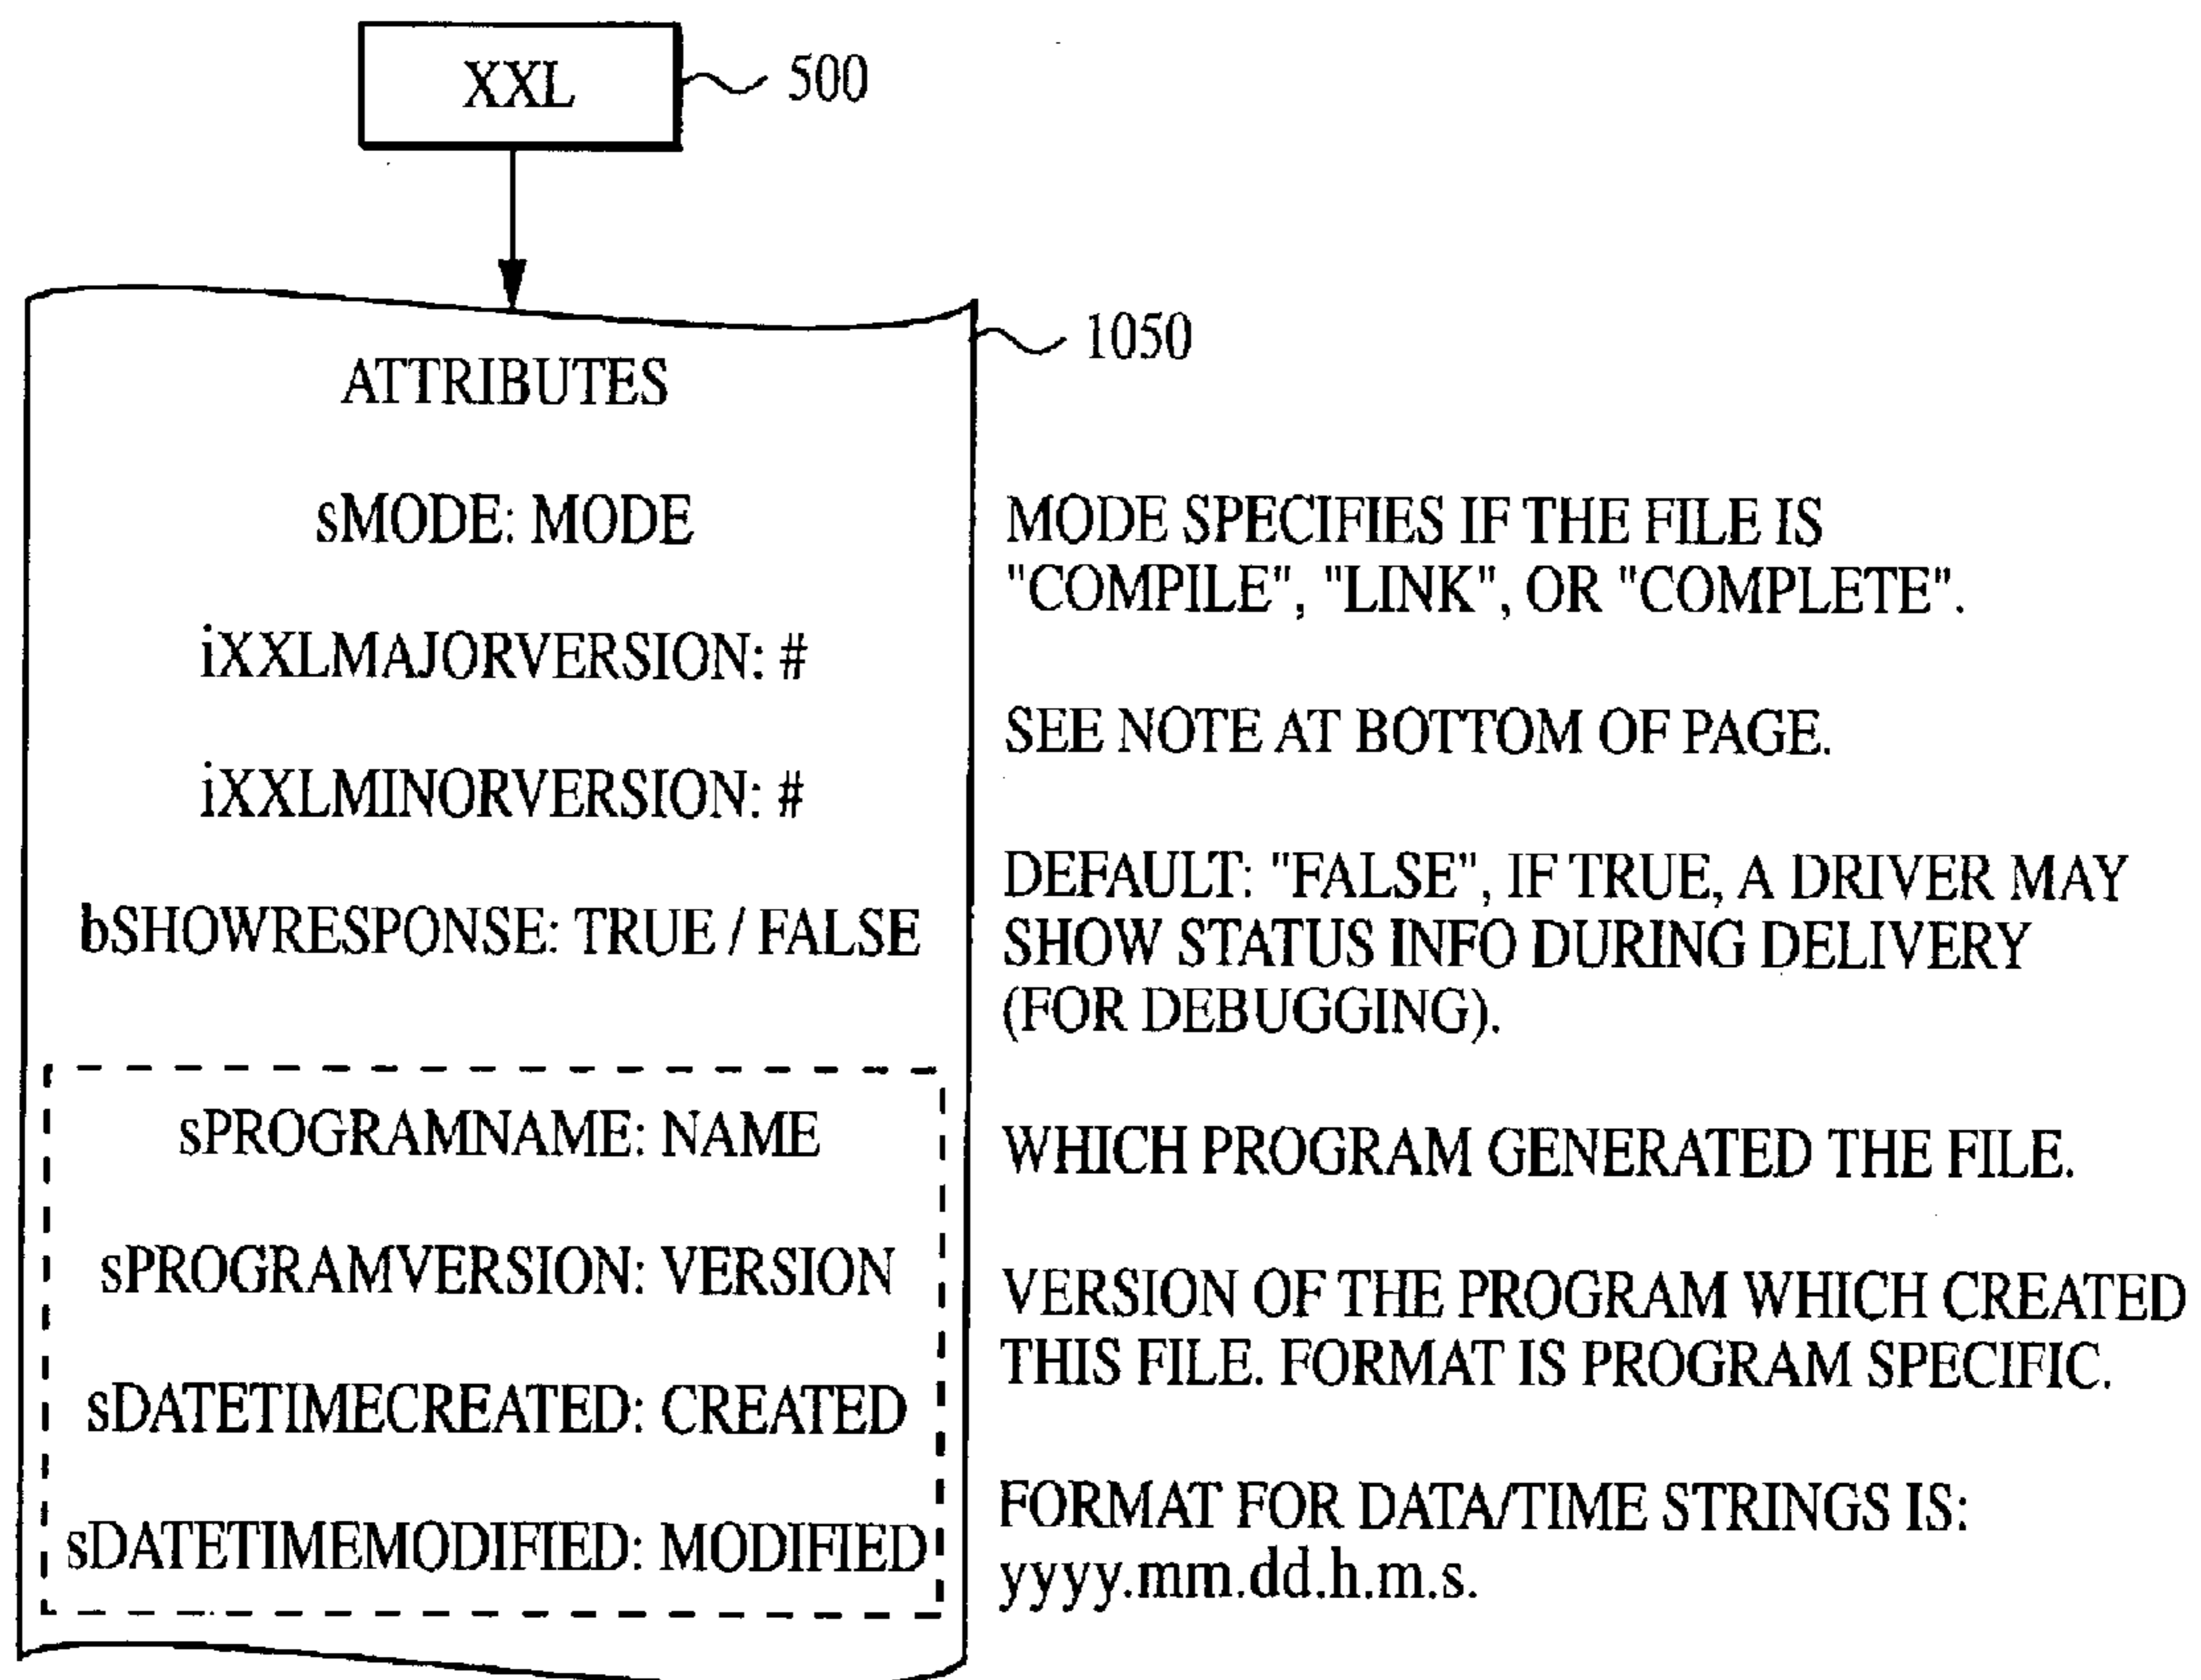 XXL
500
1050
ATTRIBUTES
sMODE: MODE
MODE SPECIFIES IF THE FILE IS
"COMPILE", "LINK", OR "COMPLETE".
iXXLMAJORVERSION: #
SEE NOTE AT BOTTOM OF PAGE.
iXXLMINORVERSION: #
bSHOWRESPONSE: TRUE / FALSE
DEFAULT: "FALSE", IF TRUE, A DRIVER MAY
SHOW STATUS INFO DURING DELIVERY
(FOR DEBUGGING).
sPROGRAMNAME: NAME
WHICH PROGRAM GENERATED THE FILE.
sPROGRAMVERSION: VERSION
VERSION OF THE PROGRAM WHICH CREATED
THIS FILE. FORMAT IS PROGRAM SPECIFIC.
sDATETIMECREATED: CREATED
sDATETIMEMODIFIED: MODIFIED
FORMAT FOR DATA/TIME STRINGS IS:
yyyy.mm.dd.h.m.s.